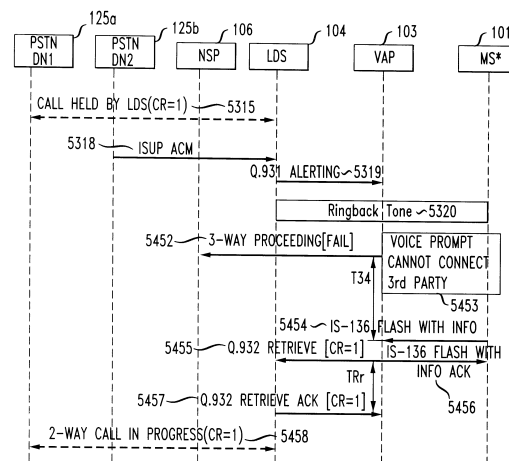 125a
125b
106
104
103
101
PSTN
DN1
PSTN
DN2
NSP
LDS
VAP
MS*
CALL HELD BY LDS(CR=1)
5315
5318
ISUP ACM
Q.931 ALERTING
5319
Ringback Tone
5320
5452
3-WAY PROCEEDING[FAIL]
VOICE PROMPT
CANNOT CONNECT
3rd PARTY
T34
5453
5454
IS-136 FLASH WITH INFO
5455
Q.932 RETRIEVE [CR=1]
IS-136 FLASH WITH
INFO ACK
TRr
5457
Q.932 RETRIEVE ACK [CR=1]
5456
2-WAY CALL IN PROGRESS(CR=1)
5458